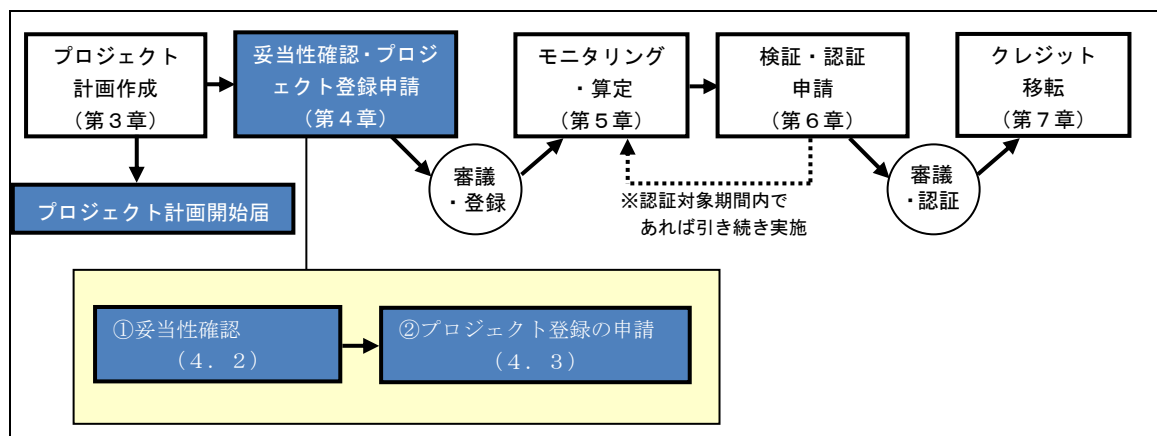 プロジェクト
計画作成
（第３章）
妥当性確認・プロジ
ェクト登録申請
（第４章）
モニタリング
・算定
（第５章）
検証・認証
申請
（第６章）
クレジット
移転
（第７章）
審議
・登録
審議
・認証
※認証対象期間内で
あれば引き続き実施
プロジェクト計画開始届
①妥当性確認
（４．２）
②プロジェクト登録の申請
（４．３）